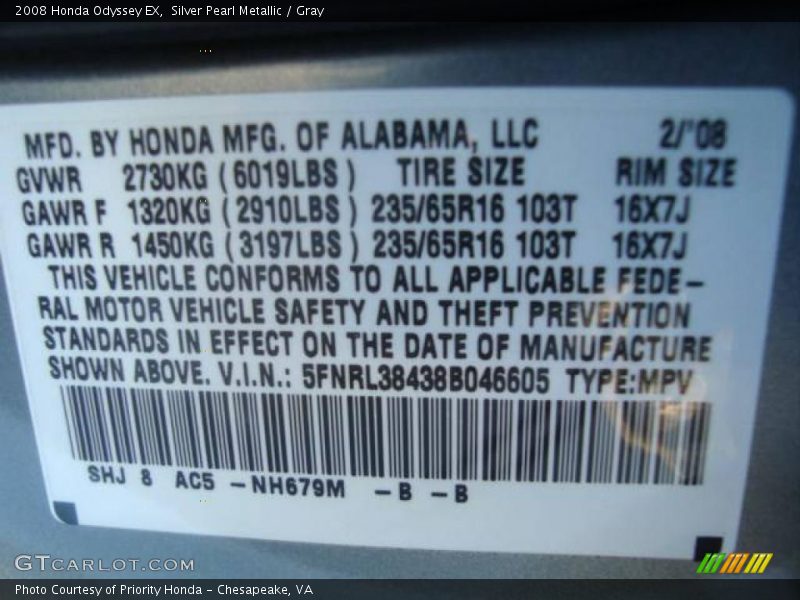 2008 Honda Odyssey EX,  Silver Pearl Metallic / Gray
MFD. BY HONDA MFG. OF ALABAMA, LLC 2/'08
GVWR 2730KG (6019LBS) TIRE SIZE RIM SIZE
GAWR F 1320KG (2910LBS) 235/65R16 103T 16X7J
GAWR R 1450KG (3197LBS) 235/65R16 103T 16X7J
THIS VEHICLE CONFORMS TO ALL APPLICABLE FEDE-
RAL MOTOR VEHICLE SAFETY AND THEFT PREVENTION
STANDARDS IN EFFECT ON THE DATE OF MANUFACTURE
SHOWN ABOVE. V.I.N.: 5FNRL38438B046605 TYPE:MPV
SHJ 8 AC5 -NH679M -B -B
GTCARLOT.COM
Photo Courtesy of Priority Honda - Chesapeake, VA